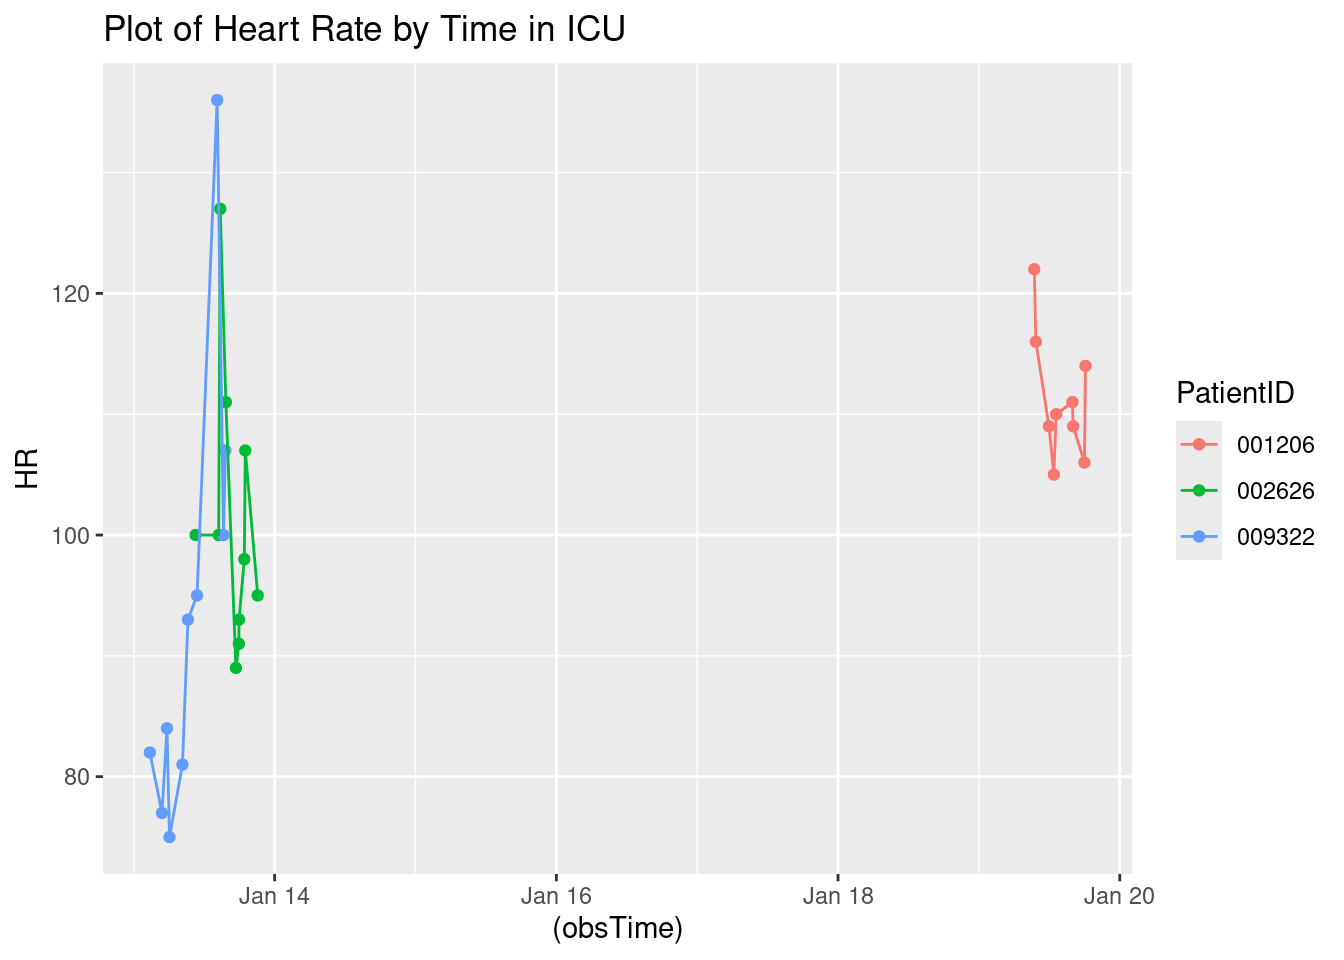 Plot of Heart Rate by Time in ICU
HR
120
100
80
Jan 14
Jan 16
Jan 18
Jan 20
(obsTime)
PatientID
001206
002626
009322